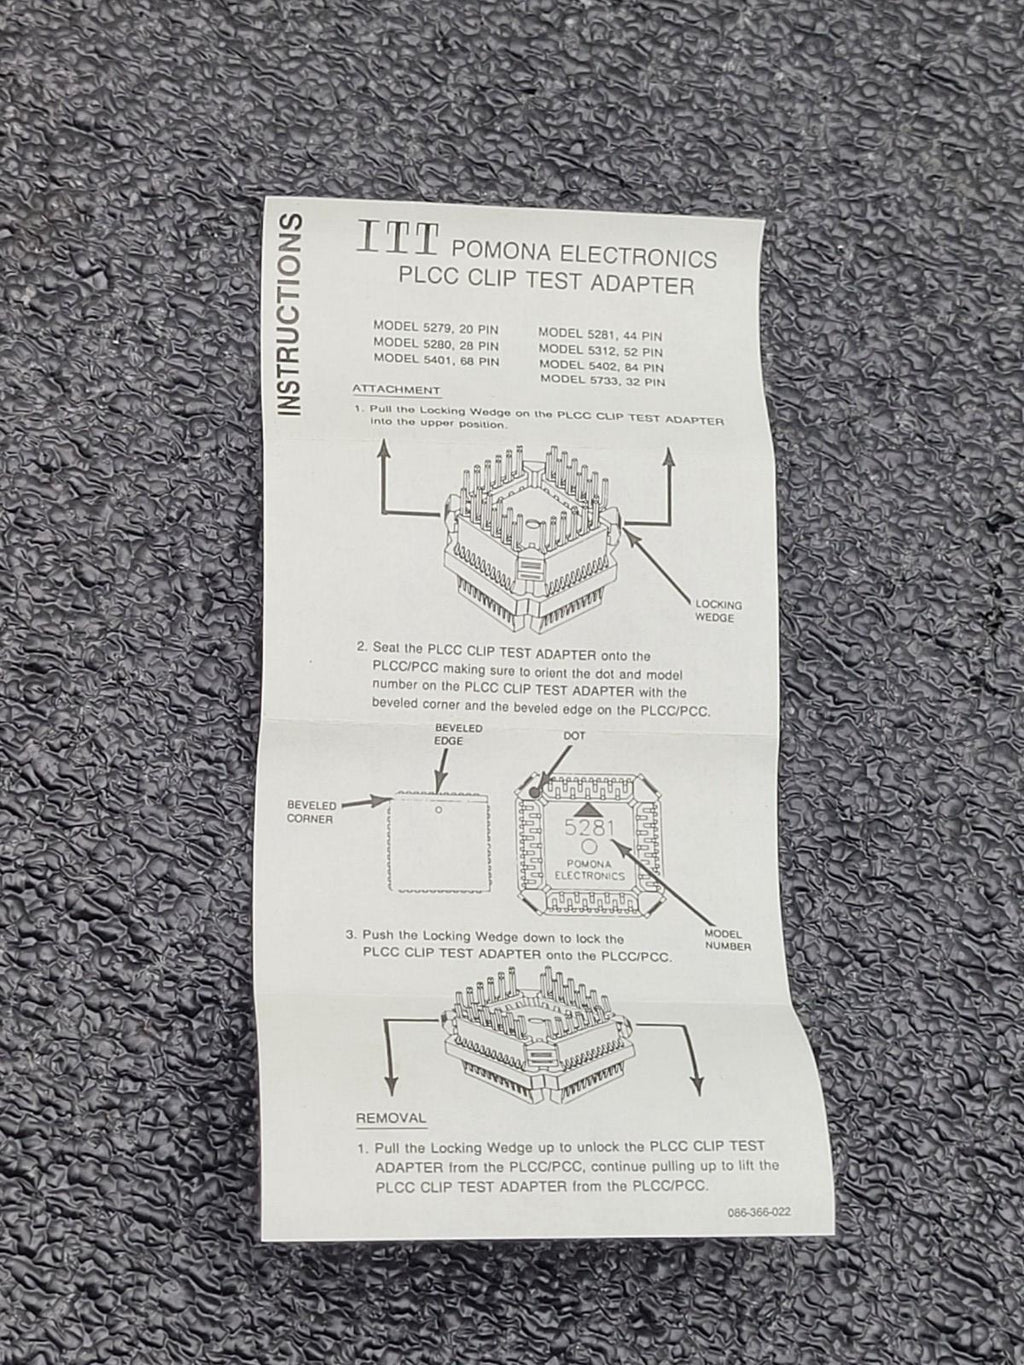 INSTRUCTIONS
ITT POMONA ELECTRONICS
PLCC CLIP TEST ADAPTER
MODEL 5279, 20 PIN
MODEL 5280, 28 PIN
MODEL 5401, 68 PIN
MODEL 5281, 44 PIN
MODEL 5312, 52 PIN
MODEL 5402, 84 PIN
MODEL 5733, 32 PIN
ATTACHMENT
1. Pull the Locking Wedge on the PLCC CLIP TEST ADAPTER
into the upper position.
LOCKING
WEDGE
2. Seat the PLCC CLIP TEST ADAPTER onto the
PLCC/PCC making sure to orient the dot and model
number on the PLCC CLIP TEST ADAPTER with the
beveled corner and the beveled edge on the PLCC/PCC.
BEVELED
EDGE
DOT
BEVELED
CORNER
5281
POMONA
ELECTRONICS
MODEL
NUMBER
3. Push the Locking Wedge down to lock the
PLCC CLIP TEST ADAPTER onto the PLCC/PCC.
REMOVAL
1. Pull the Locking Wedge up to unlock the PLCC CLIP TEST
ADAPTER from the PLCC/PCC, continue pulling up to lift the
PLCC CLIP TEST ADAPTER from the PLCC/PCC.
086-366-022